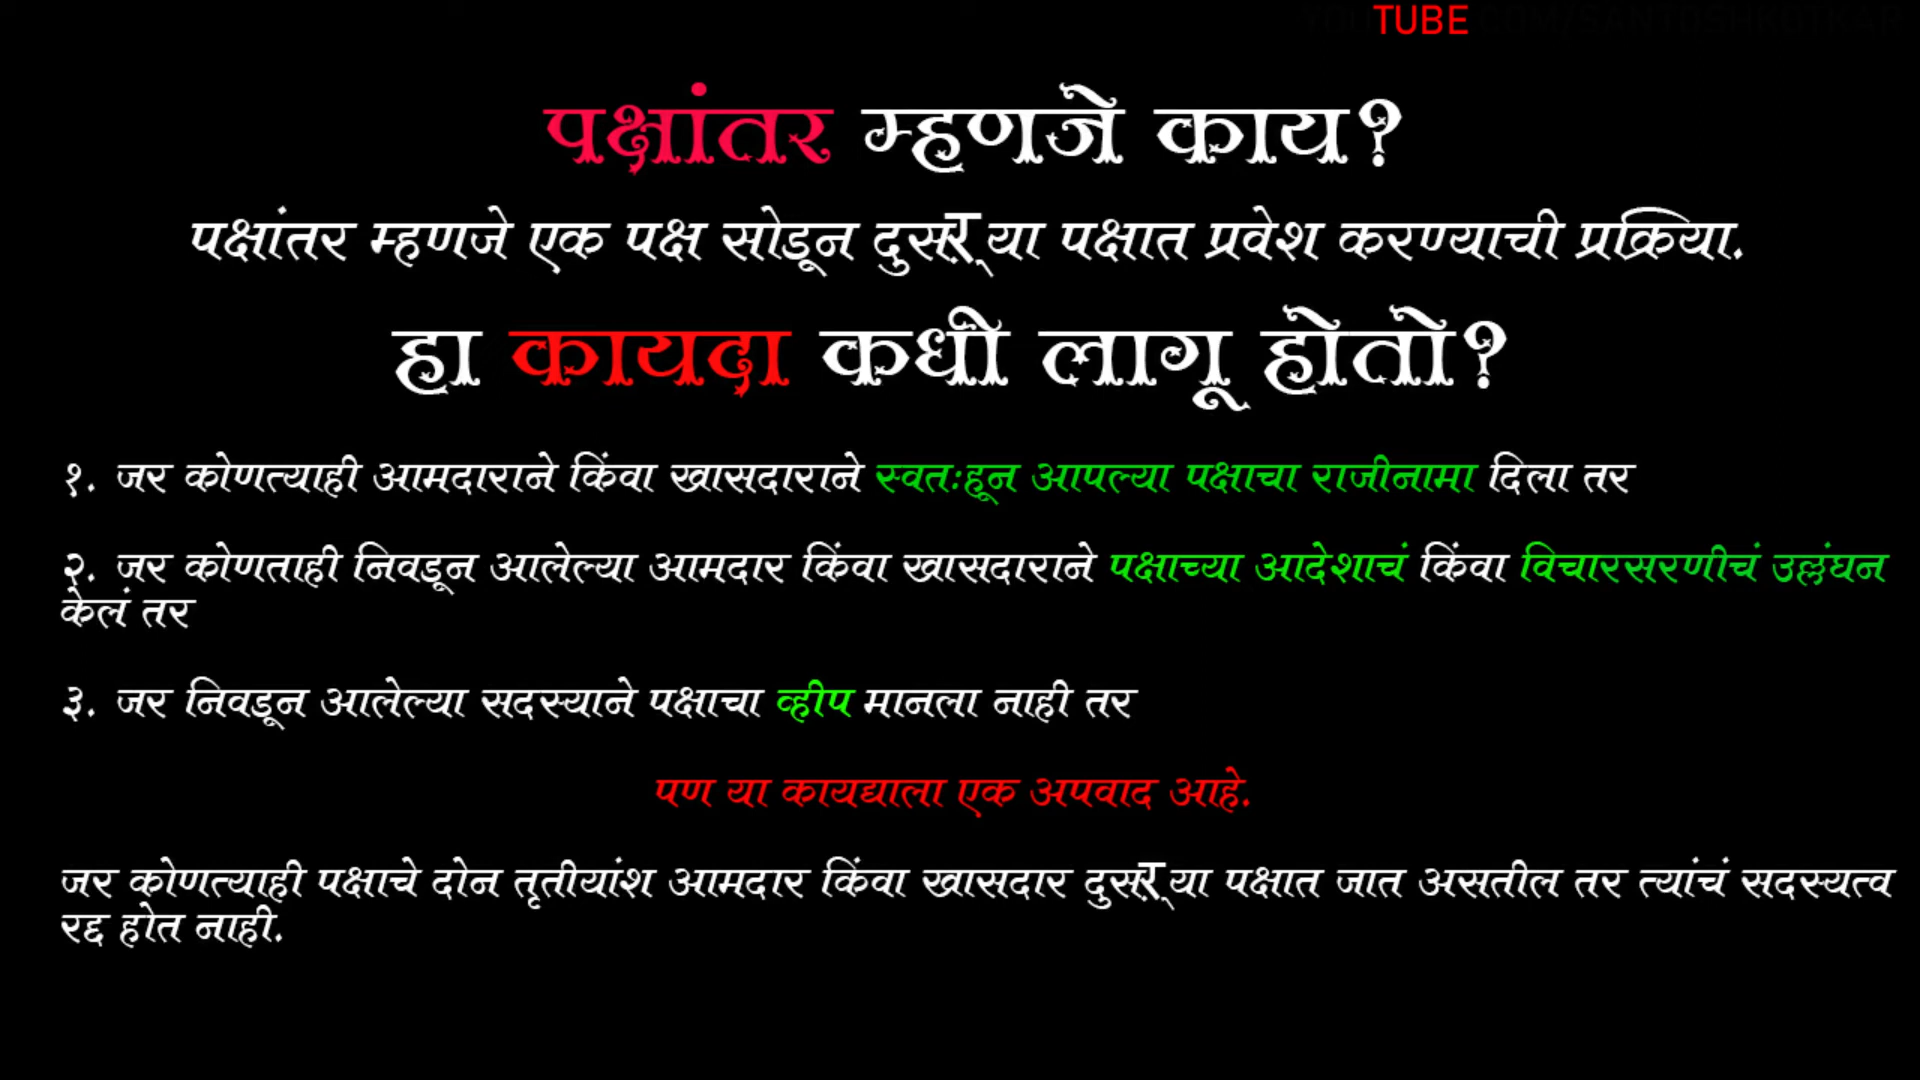 TUBE
पक्षांतर म्हणजे काय?
पक्षांतर म्हणजे एक पक्ष सोडून दुसऱ्या पक्षात प्रवेश करण्याची प्रक्रिया.
हा कायदा कधी लागू होतो?
१. जर कोणत्याही आमदाराने किंवा खासदाराने स्वतःहून आपल्या पक्षाचा राजीनामा दिला तर
२. जर कोणताही निवडून आलेल्या आमदार किंवा खासदाराने पक्षाच्या आदेशाचं किंवा विचारसरणीचं उल्लंघन
केलं तर
३. जर निवडून आलेल्या सदस्याने पक्षाचा व्हीप मानला नाही तर
पण या कायद्याला एक अपवाद आहे.
जर कोणत्याही पक्षाचे दोन तृतीयांश आमदार किंवा खासदार दुसऱ्या पक्षात जात असतील तर त्यांचं सदस्यत्व
रद्द होत नाही.